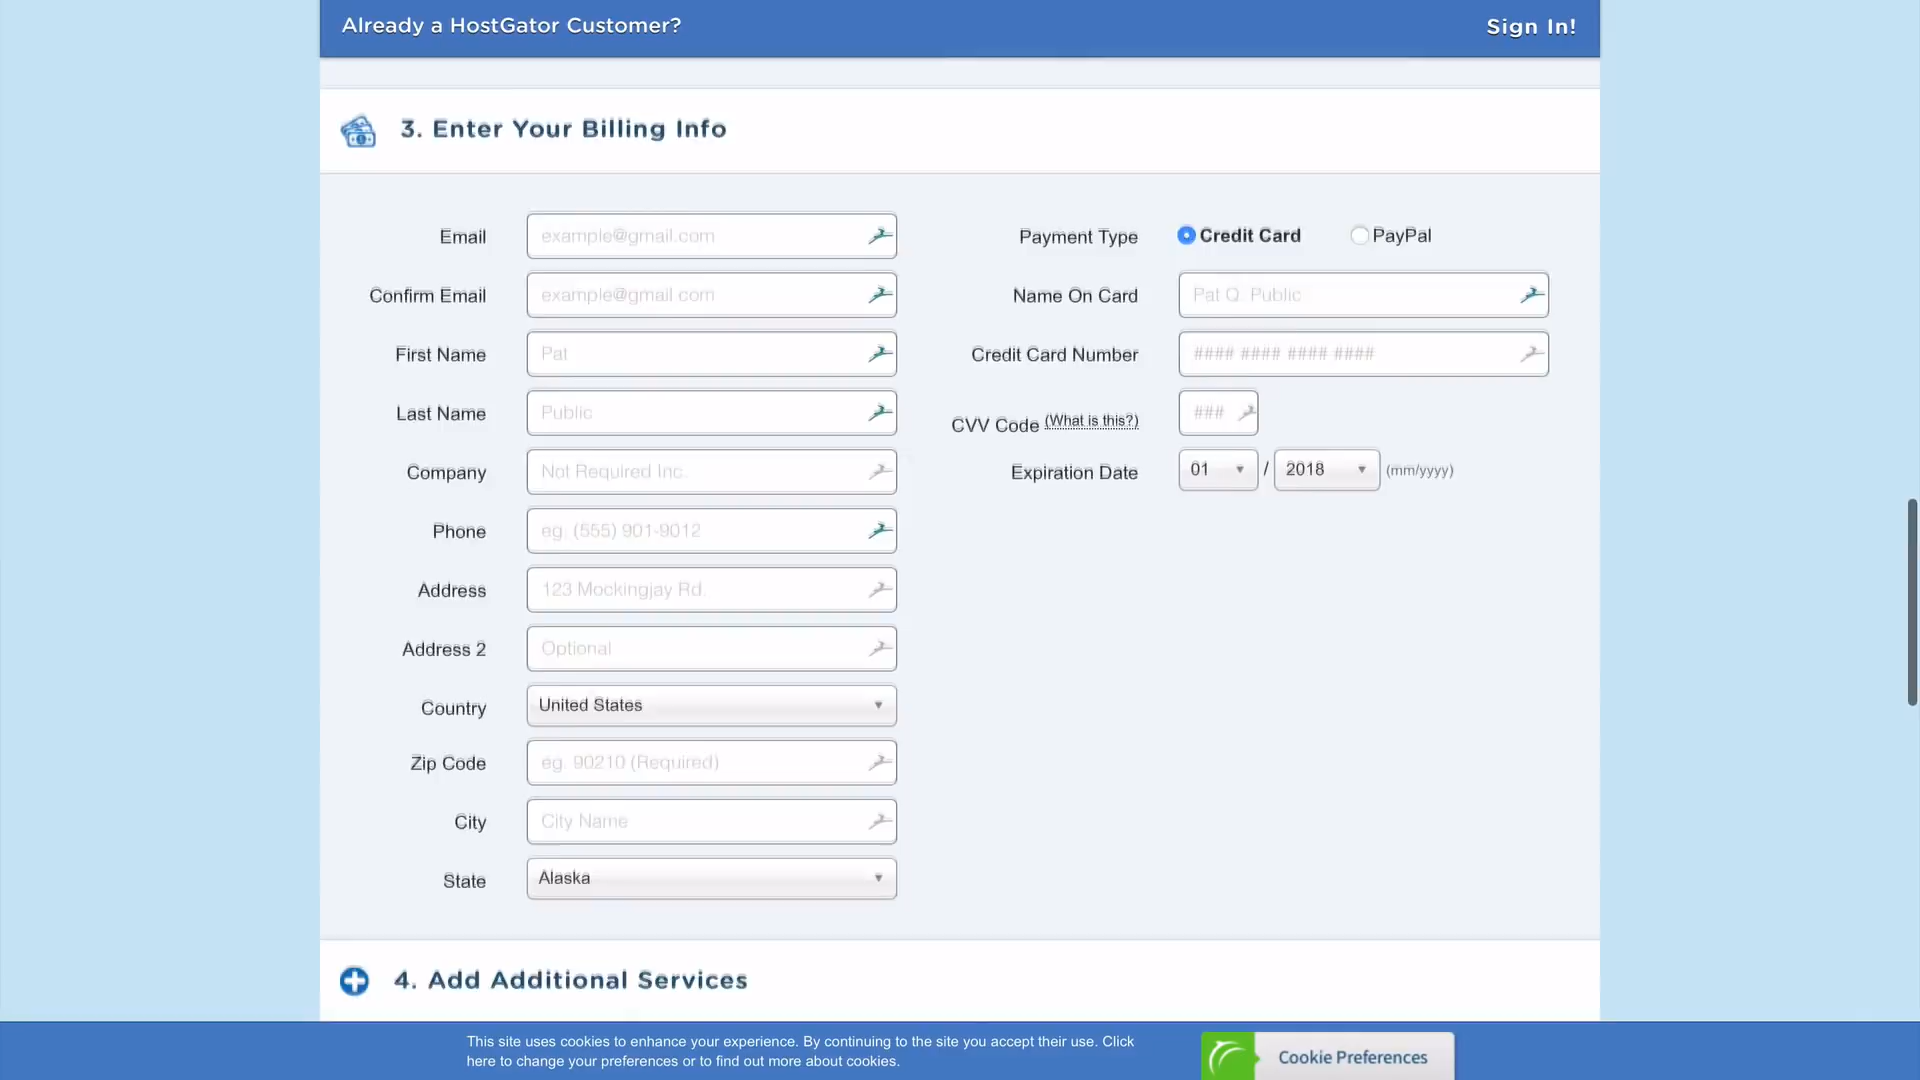 Already a HostGator Customer?
Sign In!
3. Enter Your Billing Info
Email
example@gmail.com
Confirm Email
example@gmail com
First Name
Pat
Last Name
Public
Company
Not Required Inc.
Phone
eg. (555) 901-9012
Address
123 Mockingjay Rd.
Address 2
Optional
Country
United States
Zip Code
eg. 90210 (Required)
City
City Name
State
Alaska
Payment Type
Credit Card
PayPal
Name On Card
Pat Q. Public
Credit Card Number
#### #### #### ####
CVV Code (What is this?)
###
Expiration Date
01 / 2018 (mm/yyyy)
4. Add Additional Services
This site uses cookies to enhance your experience. By continuing to the site you accept their use. Click
here to change your preferences or to find out more about cookies.
Cookie Preferences